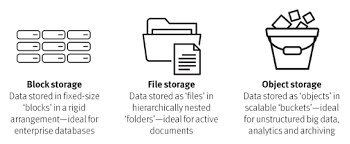 Block storage
Data stored in fixed-size
‘blocks’ in a rigid
arrangement—ideal for
enterprise databases
File storage
Data stored as ‘files’ in
hierarchically nested
‘folders’—ideal for active
documents
Object storage
Data stored as ‘objects’ in
scalable ‘buckets’—ideal
for unstructured big data,
analytics and archiving